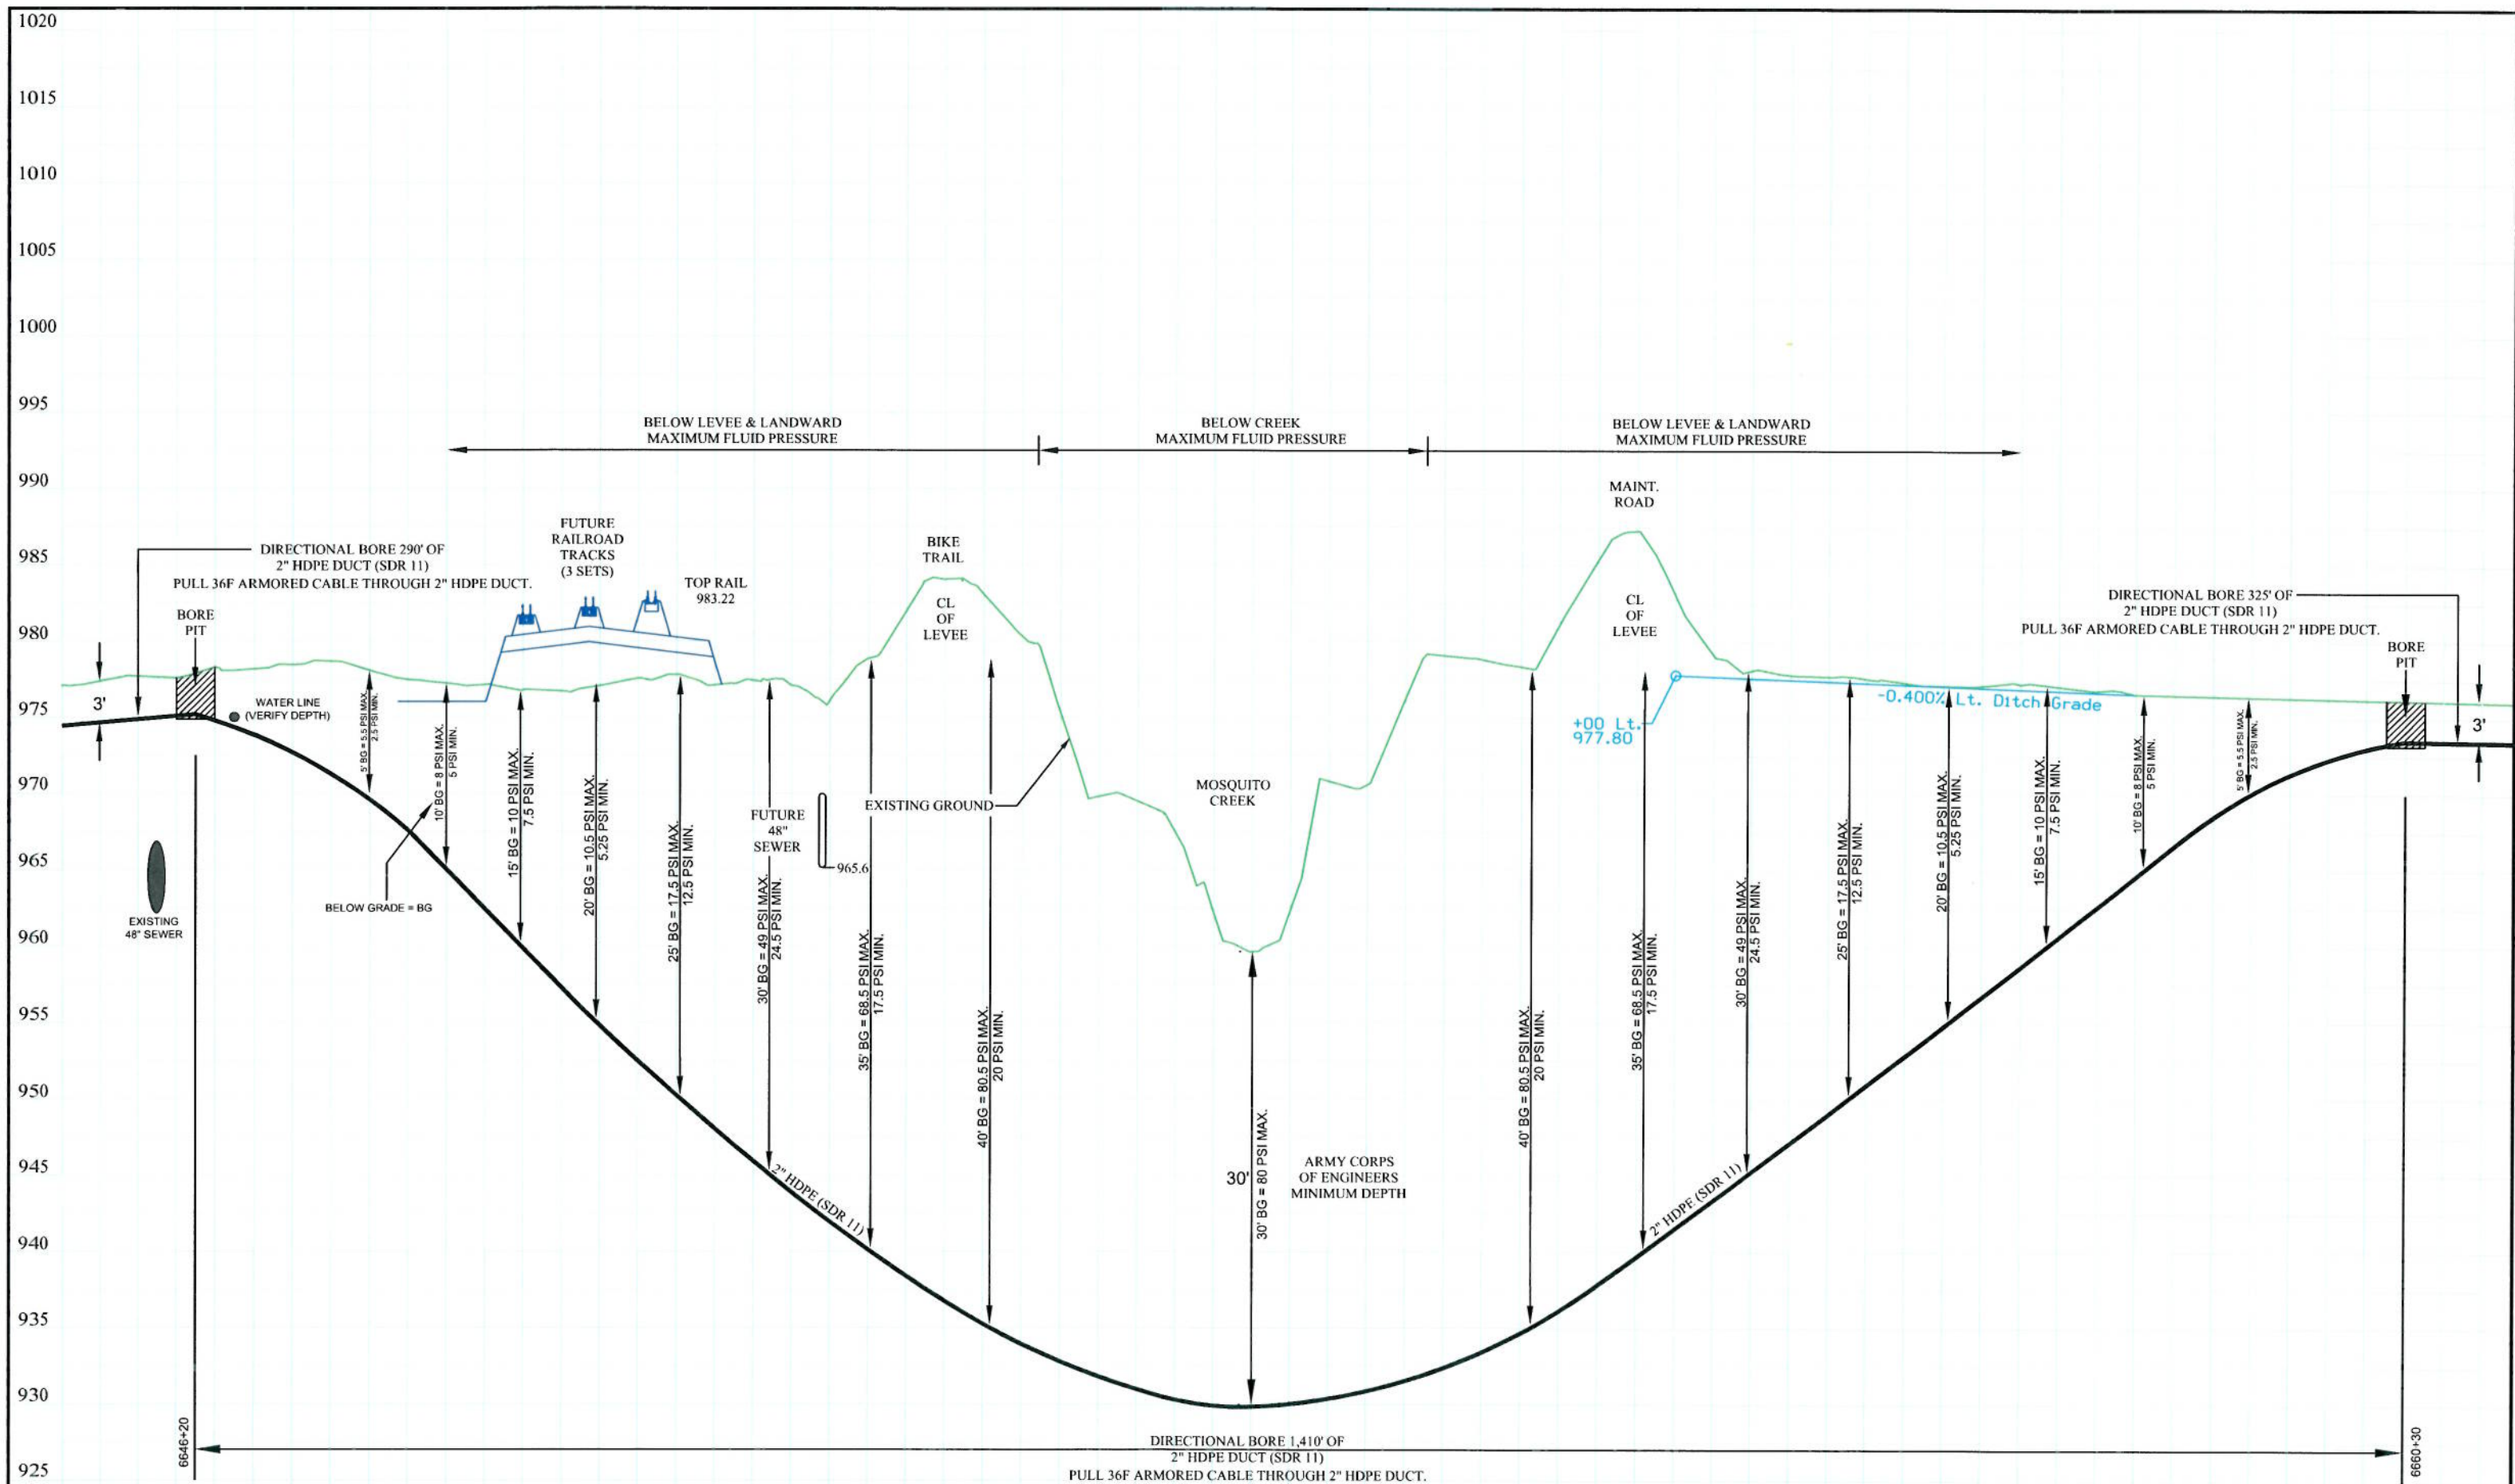 1020
1015
1010
1005
1000
995
990
985
980
975
970
965
960
955
950
945
940
935
930
925
BELOW LEVEE & LANDWARD
MAXIMUM FLUID PRESSURE
BELOW CREEK
MAXIMUM FLUID PRESSURE
BELOW LEVEE & LANDWARD
MAXIMUM FLUID PRESSURE
DIRECTIONAL BORE 290' OF
2" HDPE DUCT (SDR 11)
PULL 36F ARMORED CABLE THROUGH 2" HDPE DUCT.
BORE
PIT
FUTURE
RAILROAD
TRACKS
(3 SETS)
TOP RAIL
983.22
BIKE
TRAIL
CL
OF
LEVEE
MAINT.
ROAD
CL
OF
LEVEE
DIRECTIONAL BORE 325' OF
2" HDPE DUCT (SDR 11)
PULL 36F ARMORED CABLE THROUGH 2" HDPE DUCT.
BORE
PIT
3'
WATER LINE
(VERIFY DEPTH)
5' BG = 5.5 PSI MAX.
2.5 PSI MIN.
10' BG = 8 PSI MAX.
5 PSI MIN.
15' BG = 10 PSI MAX.
7.5 PSI MIN.
20' BG = 10.5 PSI MAX.
5.25 PSI MIN.
25' BG = 17.5 PSI MAX.
12.5 PSI MIN.
FUTURE
48"
SEWER
30' BG = 49 PSI MAX.
24.5 PSI MIN.
965.6
EXISTING GROUND
35' BG = 68.5 PSI MAX.
17.5 PSI MIN.
40' BG = 80.5 PSI MAX.
20 PSI MIN.
MOSQUITO
CREEK
30'
30' BG = 80 PSI MAX.
ARMY CORPS
OF ENGINEERS
MINIMUM DEPTH
40' BG = 80.5 PSI MAX.
20 PSI MIN.
+00 Lt.
977.80
35' BG = 68.5 PSI MAX.
17.5 PSI MIN.
30' BG = 49 PSI MAX.
24.5 PSI MIN.
25' BG = 17.5 PSI MAX.
12.5 PSI MIN.
-0.400% Lt. Ditch Grade
20' BG = 10.5 PSI MAX.
5.25 PSI MIN.
15' BG = 10 PSI MAX.
7.5 PSI MIN.
10' BG = 8 PSI MAX.
5 PSI MIN.
5' BG = 5.5 PSI MAX.
2.5 PSI MIN.
3'
EXISTING
48" SEWER
BELOW GRADE = BG
2" HDPE (SDR 11)
2" HDPE (SDR 11)
6646+20
DIRECTIONAL BORE 1,410' OF
2" HDPE DUCT (SDR 11)
PULL 36F ARMORED CABLE THROUGH 2" HDPE DUCT.
6660+30